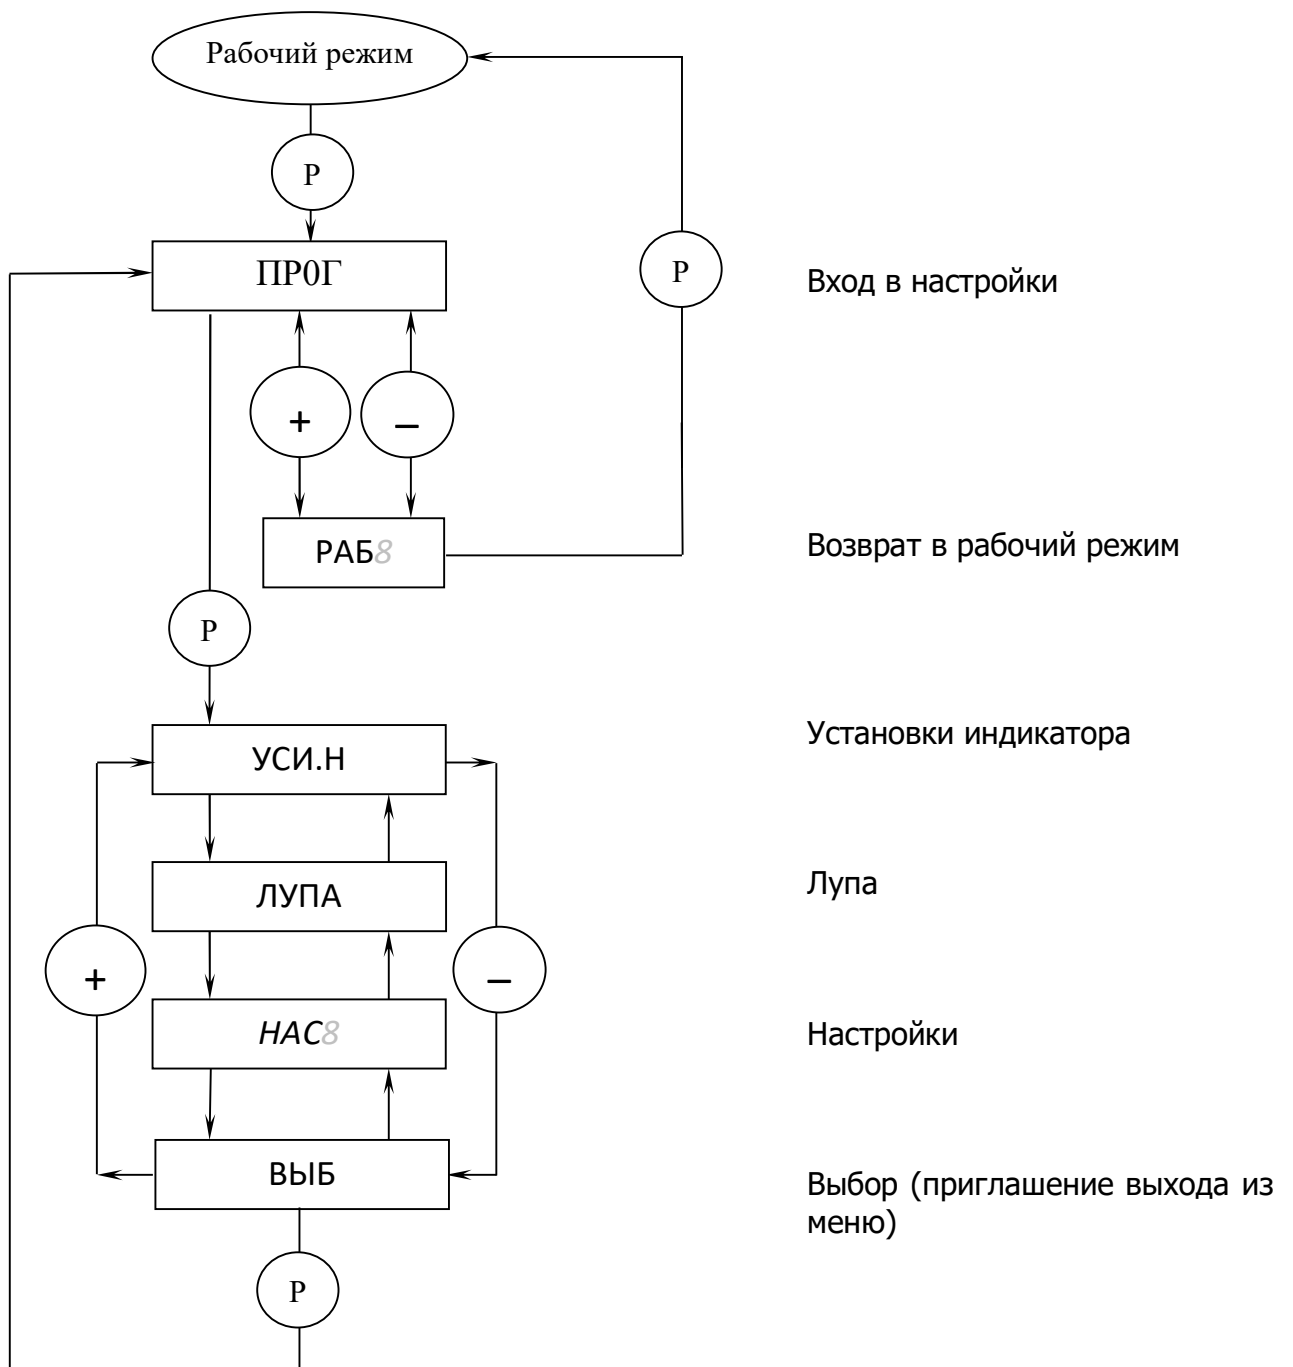 Рабочий режим
Р
ПР0Г
Р
Вход в настройки
+
–
РАБ8
Возврат в рабочий режим
Р
УСИ.Н
Установки индикатора
ЛУПА
Лупа
+
–
НАС8
Настройки
ВЫБ
Выбор (приглашение выхода из
меню)
Р